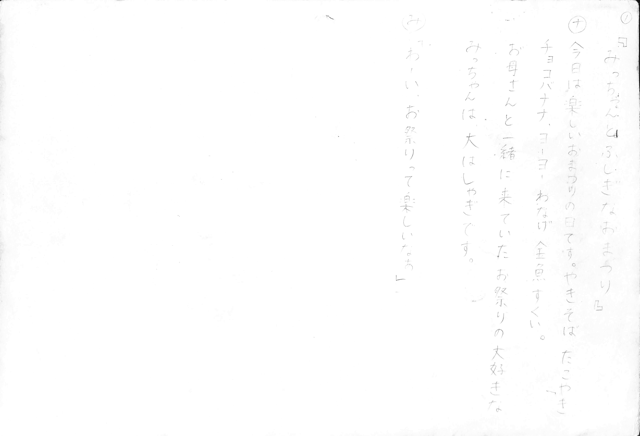 ①
みっちゃんとふしぎなおまつり
㋤ 今日は楽しいおまつりの日です。やきそば たこやき
チョコバナナ、ヨーヨー わなげ 金魚すくい。
お母さんと一緒に来ていたお祭りの大好きな
みっちゃんは 大はしゃぎです。
㋯「わーい、お祭りって楽しいなぁ」